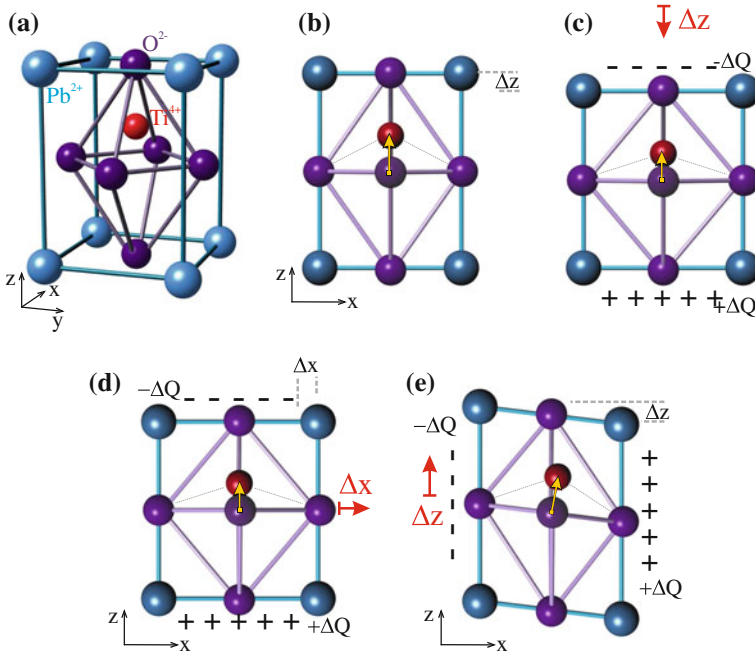 (a)
O²⁻
Pb²⁺
Ti⁴⁺
z
x
y
(b)
Δz
z
x
(c)
Δz
- - - - - -ΔQ
+ + + + + +ΔQ
(d)
Δx
−ΔQ - - - - -
Δx
+ + + + + +ΔQ
z
x
(e)
Δz
−ΔQ
- - - - -
Δz
+ + + + +
+ΔQ
z
x